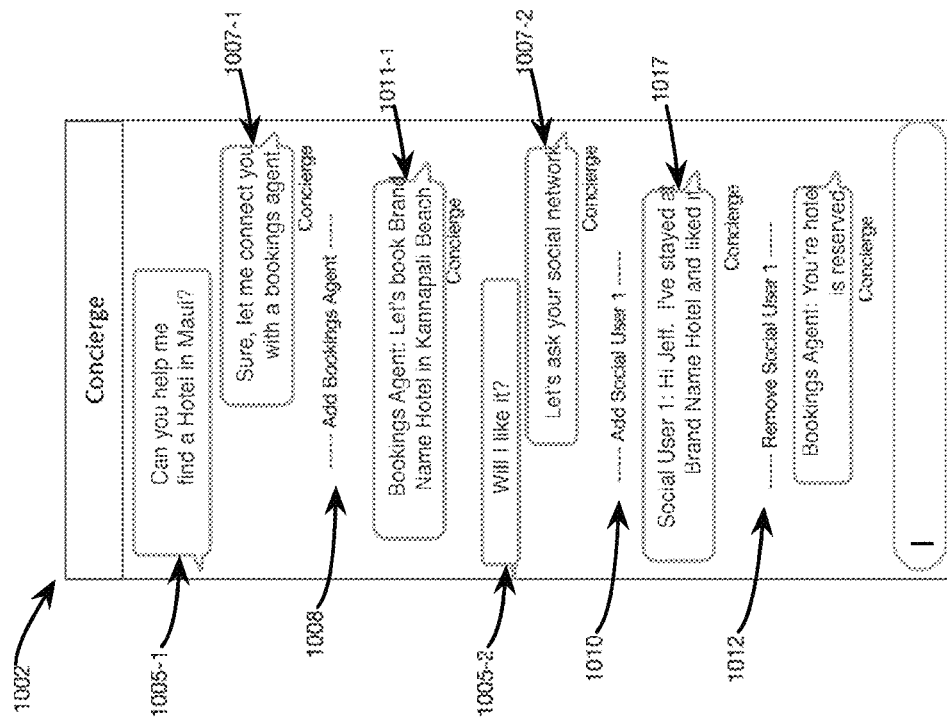 1002
Concierge
1005-1
Can you help me
find a Hotel in Maui?
Sure, let me connect you
with a bookings agent
Concierge
1007-1
1008
------ Add Bookings Agent ------
Bookings Agent: Let's book Brand
Name Hotel in Kannapali Beach
Concierge
1011-1
1005-2
Will I like it?
Let's ask your social network
Concierge
1007-2
1010
------ Add Social User 1 ------
Social User 1: Hi Jeff. I've stayed at
Brand Name Hotel and liked it.
Concierge
1017
1012
------ Remove Social User 1 ------
Bookings Agent: You're hotel
is reserved
Concierge